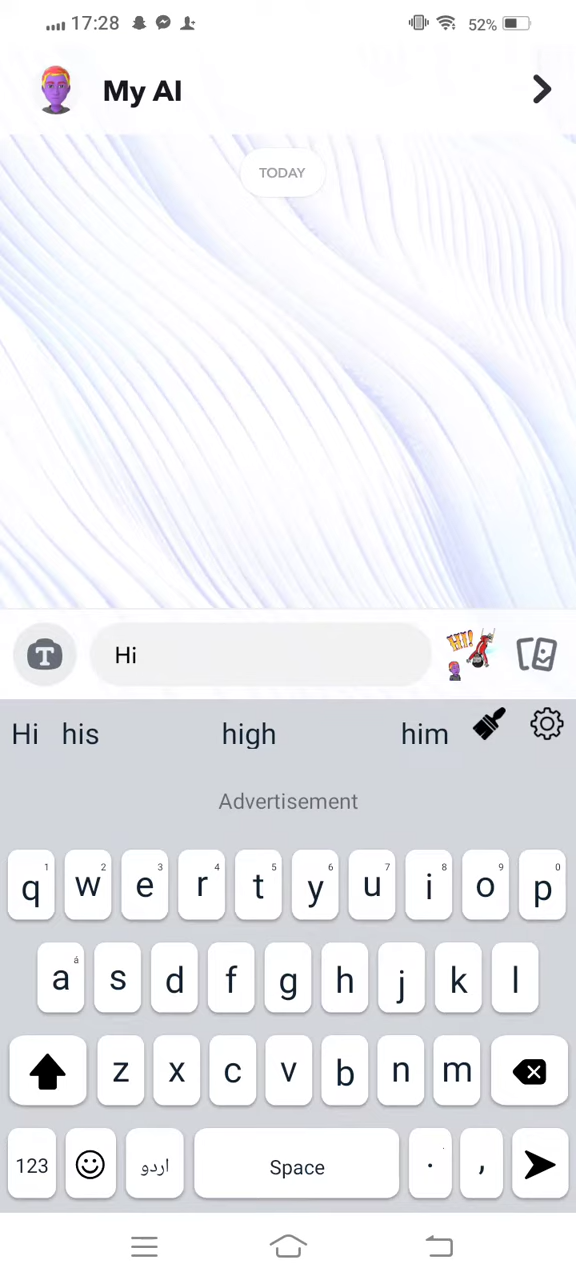 17:28 52%
My AI
TODAY
Hi
HI!
Hi his high him
Advertisement
1 2 3 4 5 6 7 8 9 0
q w e r t y u i o p
á
a s d f g h j k l
z x c v b n m
123 اردو Space . ,